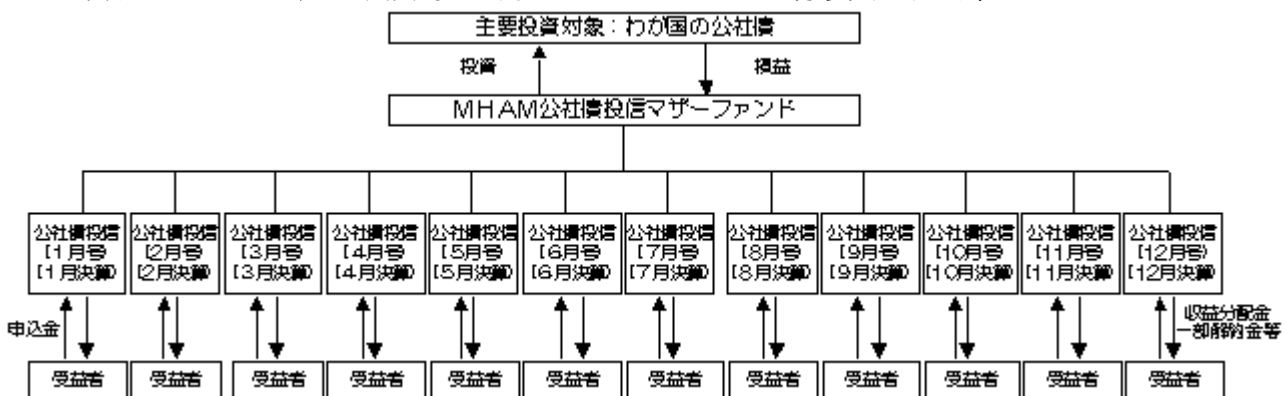 主要投資対象：わが国の公社債
投資
損益
ＭＨＡＭ公社債投信マザーファンド
公社債投信
(1月号)
(1月決算)
公社債投信
(2月号)
(2月決算)
公社債投信
(3月号)
(3月決算)
公社債投信
(4月号)
(4月決算)
公社債投信
(5月号)
(5月決算)
公社債投信
(6月号)
(6月決算)
公社債投信
(7月号)
(7月決算)
公社債投信
(8月号)
(8月決算)
公社債投信
(9月号)
(9月決算)
公社債投信
(10月号)
(10月決算)
公社債投信
(11月号)
(11月決算)
公社債投信
(12月号)
(12月決算)
申込金
収益分配金
一部解約金等
受益者
受益者
受益者
受益者
受益者
受益者
受益者
受益者
受益者
受益者
受益者
受益者